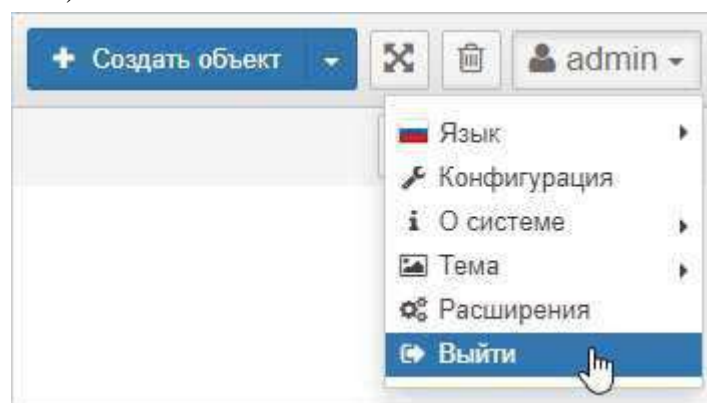 Создать объект admin
Язык
Конфигурация
О системе
Тема
Расширения
Выйти